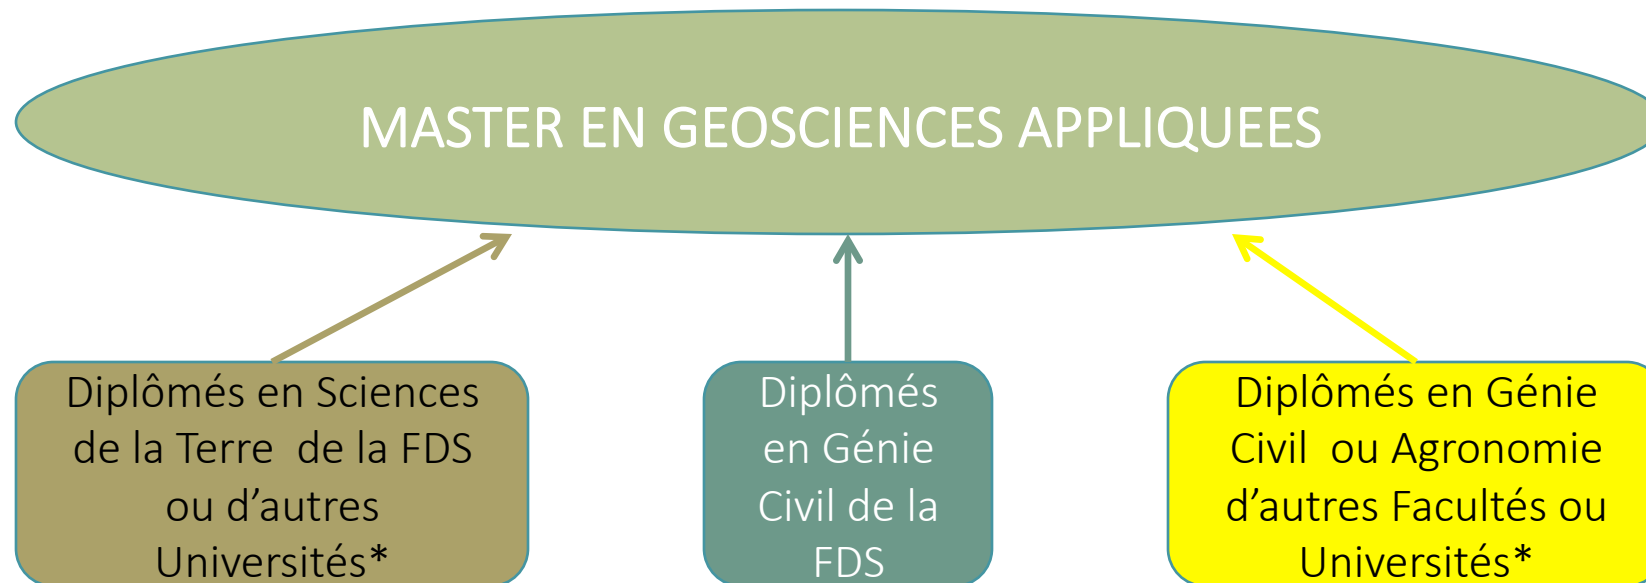 MASTER EN GEOSCIENCES APPLIQUEES
Diplômés en Sciences
de la Terre  de la FDS
ou d’autres
Universités*
Diplômés
en Génie
Civil de la
FDS
Diplômés en Génie
Civil  ou Agronomie
d’autres Facultés ou
Universités*